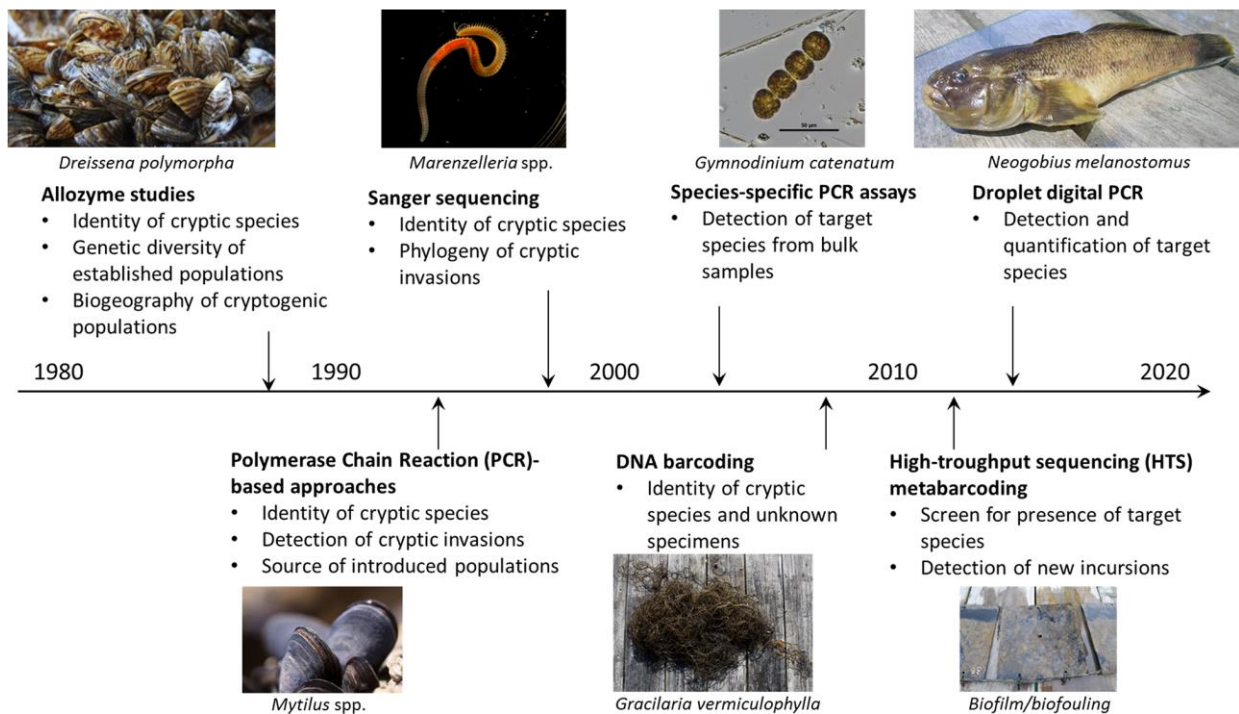 Dreissena polymorpha
Allozyme studies
• Identity of cryptic species
• Genetic diversity of
established populations
• Biogeography of cryptogenic
populations
Marenzelleria spp.
Sanger sequencing
• Identity of cryptic species
• Phylogeny of cryptic
invasions
50 µm
Gymnodinium catenatum
Species-specific PCR assays
• Detection of target
species from bulk
samples
Neogobius melanostomus
Droplet digital PCR
• Detection and
quantification of target
species
1980 1990 2000 2010 2020
Polymerase Chain Reaction (PCR)-
based approaches
• Identity of cryptic species
• Detection of cryptic invasions
• Source of introduced populations
Mytilus spp.
DNA barcoding
• Identity of cryptic
species and unknown
specimens
Gracilaria vermiculophylla
High-troughput sequencing (HTS)
metabarcoding
• Screen for presence of target
species
• Detection of new incursions
Biofilm/biofouling